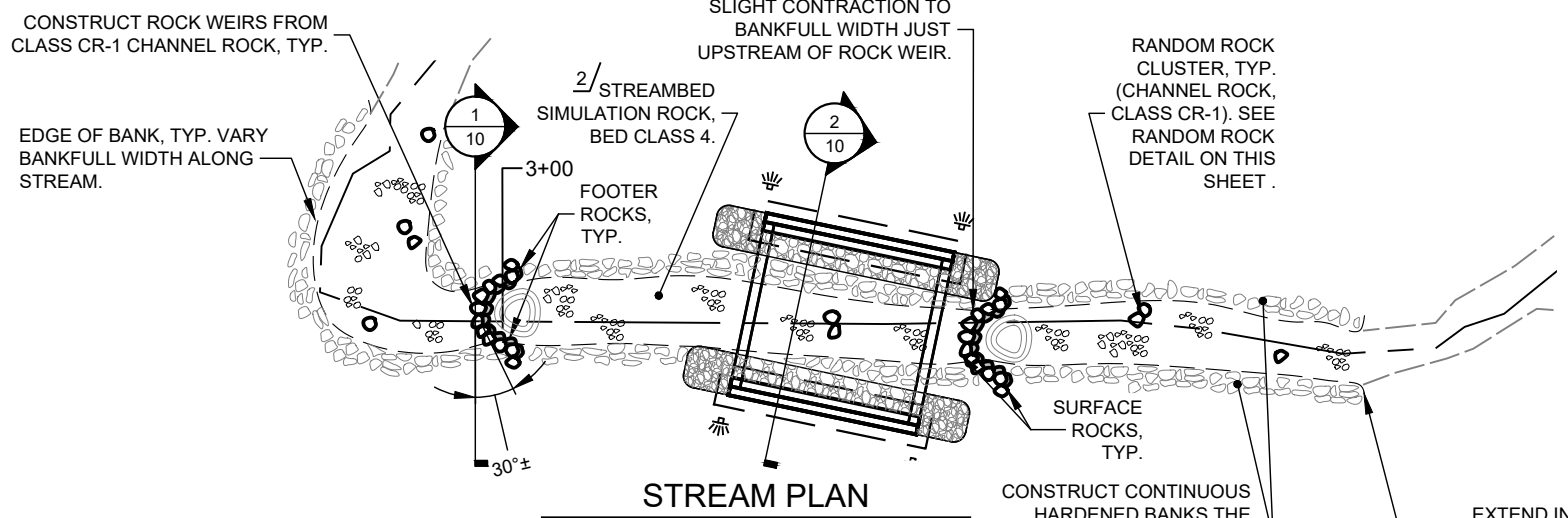 CONSTRUCT ROCK WEIRS FROM
CLASS CR-1 CHANNEL ROCK, TYP.
EDGE OF BANK, TYP. VARY
BANKFULL WIDTH ALONG
STREAM.
1
10
2/
STREAMBED
SIMULATION ROCK,
BED CLASS 4.
3+00
FOOTER
ROCKS,
TYP.
SLIGHT CONTRACTION TO
BANKFULL WIDTH JUST
UPSTREAM OF ROCK WEIR.
2
10
RANDOM ROCK
CLUSTER, TYP.
(CHANNEL ROCK,
CLASS CR-1). SEE
RANDOM ROCK
DETAIL ON THIS
SHEET .
30°±
SURFACE
ROCKS,
TYP.
STREAM PLAN
CONSTRUCT CONTINUOUS
HARDENED BANKS THE
EXTEND IN